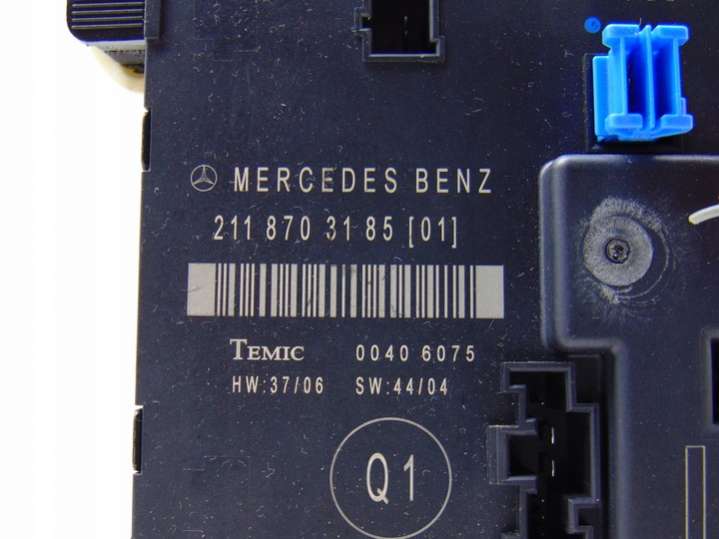 MERCEDES BENZ
211 870 31 85 [01]
TEMIC 0040 6075
HW:37/06 SW:44/04
Q1